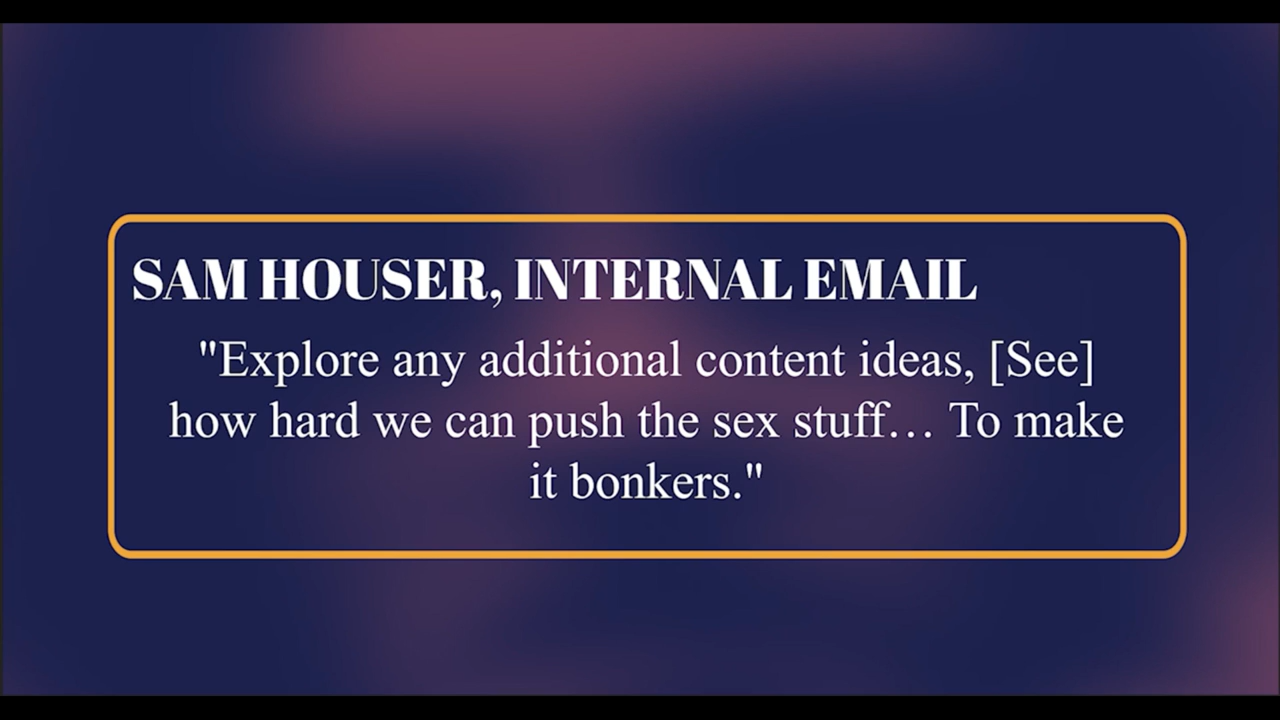 SAM HOUSER, INTERNAL EMAIL
"Explore any additional content ideas, [See]
how hard we can push the sex stuff… To make
it bonkers."